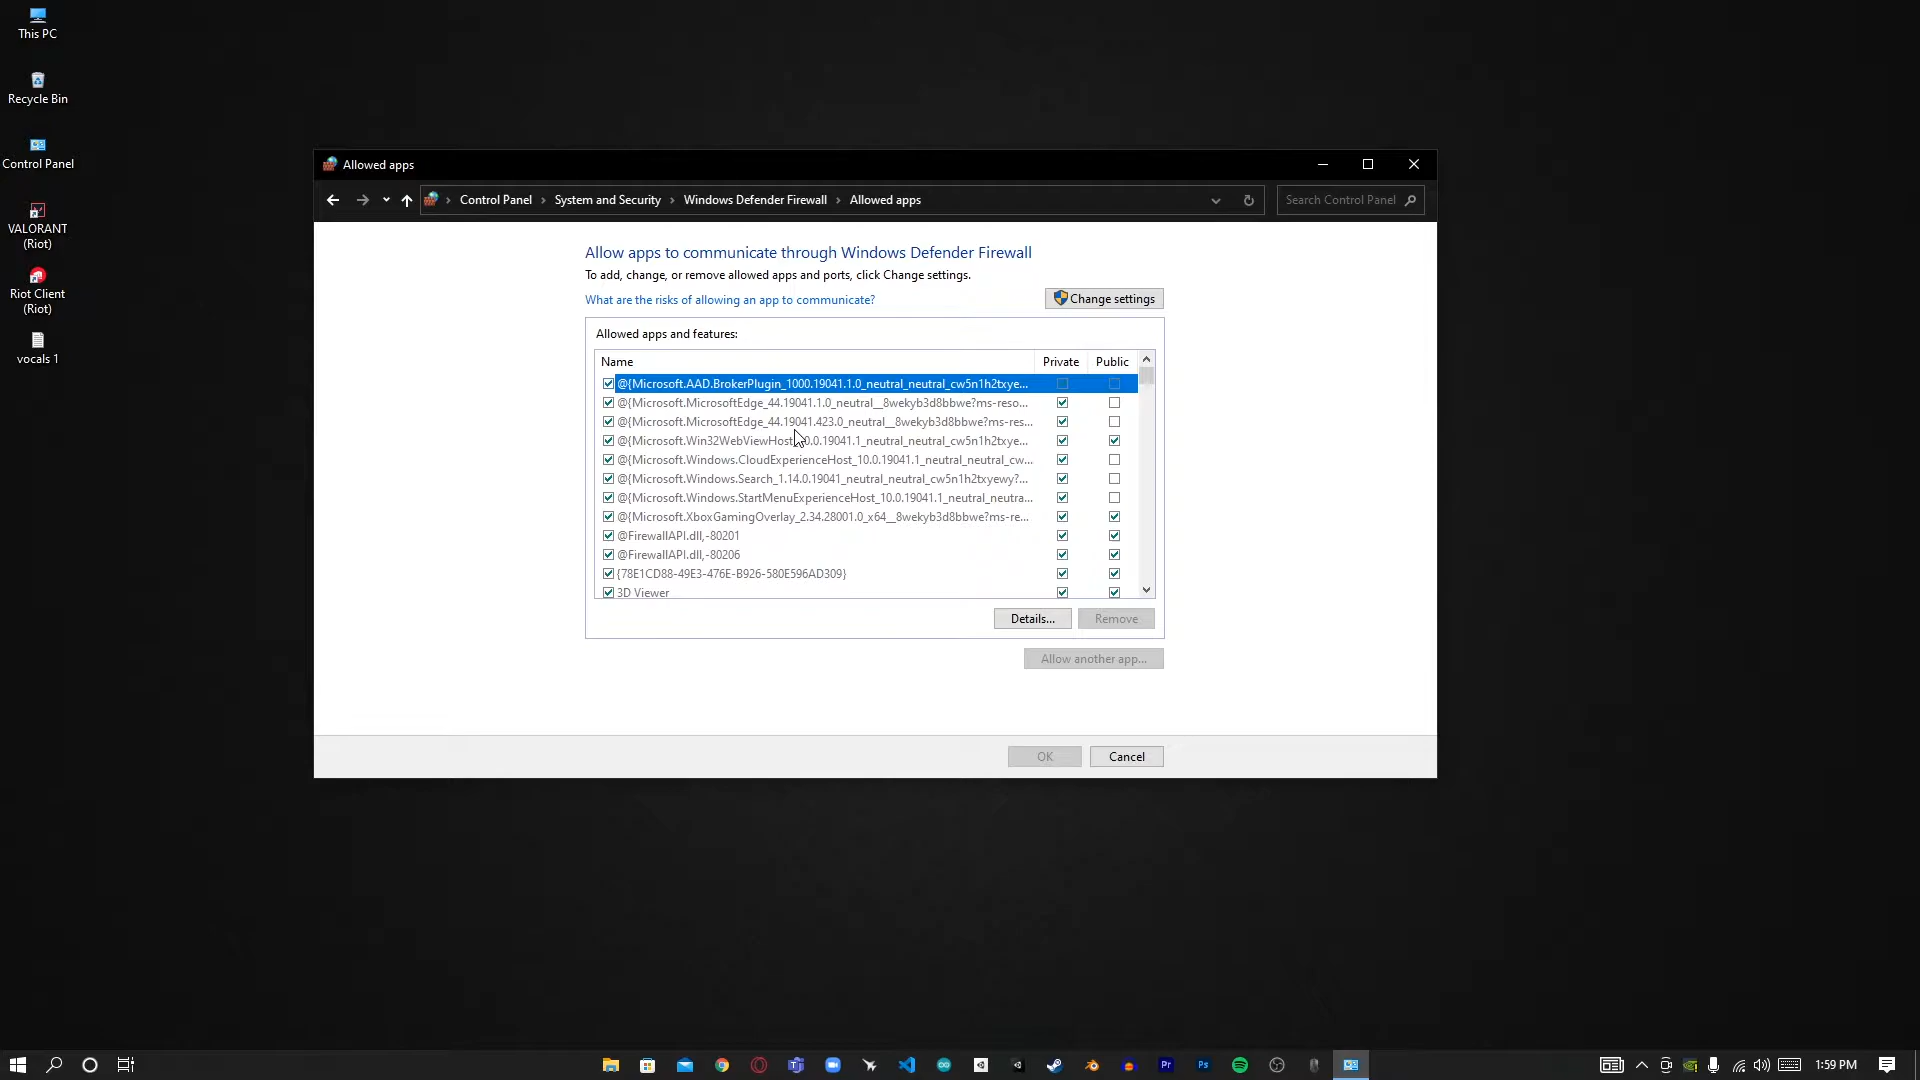 This PC
Recycle Bin
Control Panel
VALORANT
(Riot)
Riot Client
(Riot)
vocals 1
Allowed apps
Control Panel
System and Security
Windows Defender Firewall
Allowed apps
Search Control Panel
Allow apps to communicate through Windows Defender Firewall
To add, change, or remove allowed apps and ports, click Change settings.
What are the risks of allowing an app to communicate?
Change settings
Allowed apps and features:
Name Private Public
@{Microsoft.AAD.BrokerPlugin_1000.19041.1.0_neutral_neutral_cw5n1h2txye...
@{Microsoft.MicrosoftEdge_44.19041.1.0_neutral__8wekyb3d8bbwe?ms-reso...
@{Microsoft.MicrosoftEdge_44.19041.423.0_neutral__8wekyb3d8bbwe?ms-res...
@{Microsoft.Win32WebViewHost 0.0.19041.1_neutral_neutral_cw5n1h2txye...
@{Microsoft.Windows.CloudExperienceHost_10.0.19041.1_neutral_neutral_cw...
@{Microsoft.Windows.Search_1.14.0.19041_neutral_neutral_cw5n1h2txyewy?...
@{Microsoft.Windows.StartMenuExperienceHost_10.0.19041.1_neutral_neutra...
@{Microsoft.XboxGamingOverlay_2.34.28001.0_x64__8wekyb3d8bbwe?ms-re...
@FirewallAPI.dll,-80201
@FirewallAPI.dll,-80206
{78E1CD88-49E3-476E-B926-580E596AD309}
3D Viewer
Details... Remove
Allow another app...
OK Cancel
Pr
Ps
1:59 PM